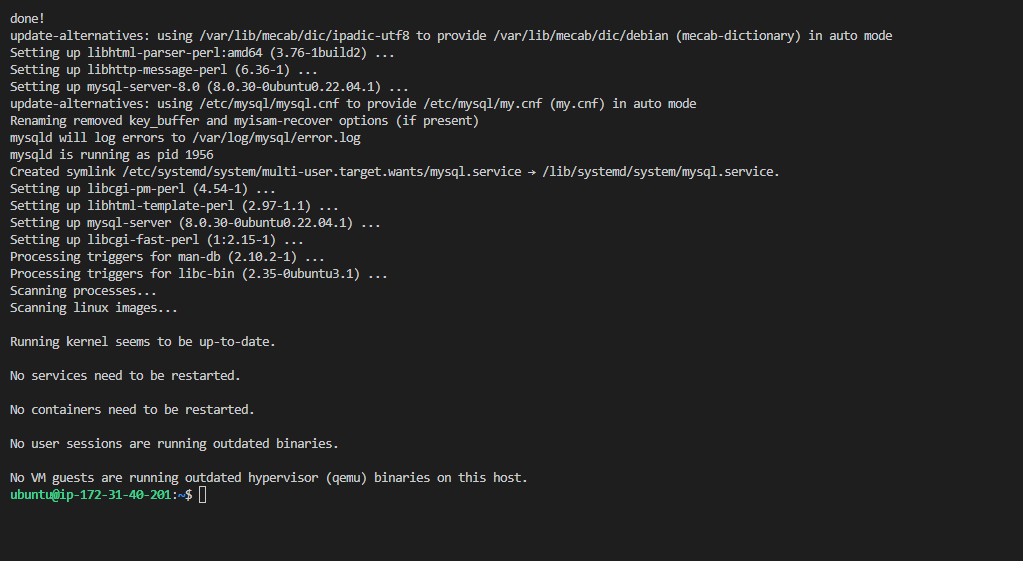 done!
update-alternatives: using /var/lib/mecab/dic/ipadic-utf8 to provide /var/lib/mecab/dic/debian (mecab-dictionary) in auto mode
Setting up libhtml-parser-perl:amd64 (3.76-1build2) ...
Setting up libhttp-message-perl (6.36-1) ...
Setting up mysql-server-8.0 (8.0.30-0ubuntu0.22.04.1) ...
update-alternatives: using /etc/mysql/mysql.cnf to provide /etc/mysql/my.cnf (my.cnf) in auto mode
Renaming removed key_buffer and myisam-recover options (if present)
mysqld will log errors to /var/log/mysql/error.log
mysqld is running as pid 1956
Created symlink /etc/systemd/system/multi-user.target.wants/mysql.service → /lib/systemd/system/mysql.service.
Setting up libcgi-pm-perl (4.54-1) ...
Setting up libhtml-template-perl (2.97-1.1) ...
Setting up mysql-server (8.0.30-0ubuntu0.22.04.1) ...
Setting up libcgi-fast-perl (1:2.15-1) ...
Processing triggers for man-db (2.10.2-1) ...
Processing triggers for libc-bin (2.35-0ubuntu3.1) ...
Scanning processes...
Scanning linux images...
Running kernel seems to be up-to-date.
No services need to be restarted.
No containers need to be restarted.
No user sessions are running outdated binaries.
No VM guests are running outdated hypervisor (qemu) binaries on this host.
ubuntu@ip-172-31-40-201:~$